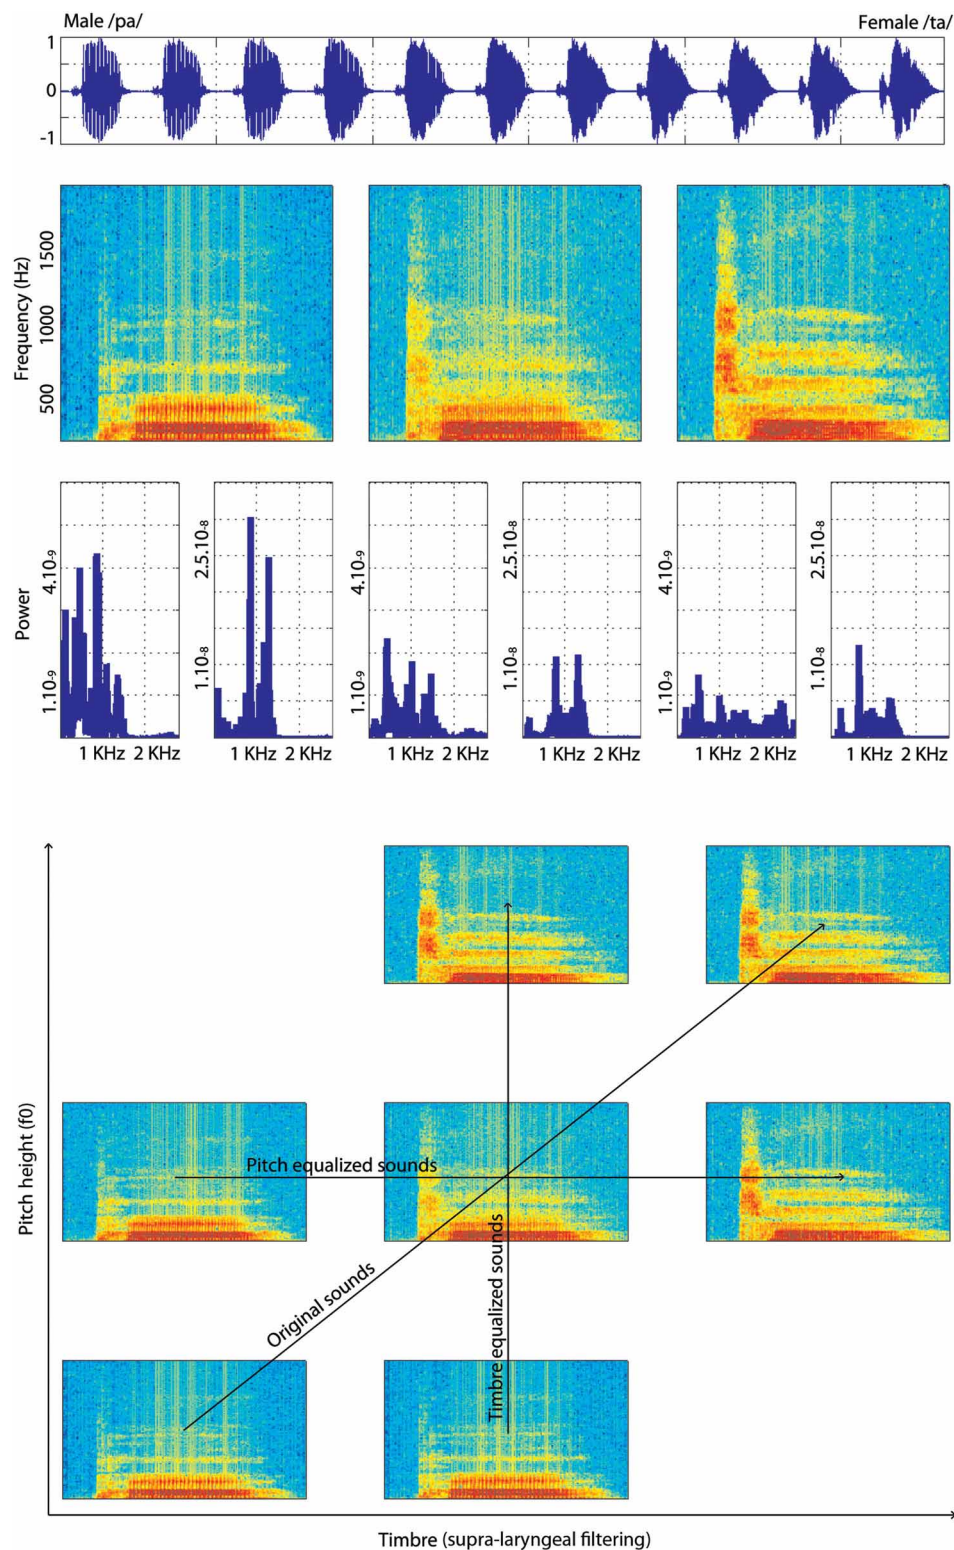 Male /pa/ Female /ta/
1
0
-1
Frequency (Hz)
1500
1000
500
Power
4.10-9
1.10-9
2.5.10-8
1.10-8
4.10-9
1.10-9
2.5.10-8
1.10-8
4.10-9
1.10-9
2.5.10-8
1.10-8
1 KHz 2 KHz 1 KHz 2 KHz 1 KHz 2 KHz 1 KHz 2 KHz 1 KHz 2 KHz 1 KHz 2 KHz
Pitch height (f0)
Pitch equalized sounds
Original sounds
Timbre equalized sounds
Timbre (supra-laryngeal filtering)